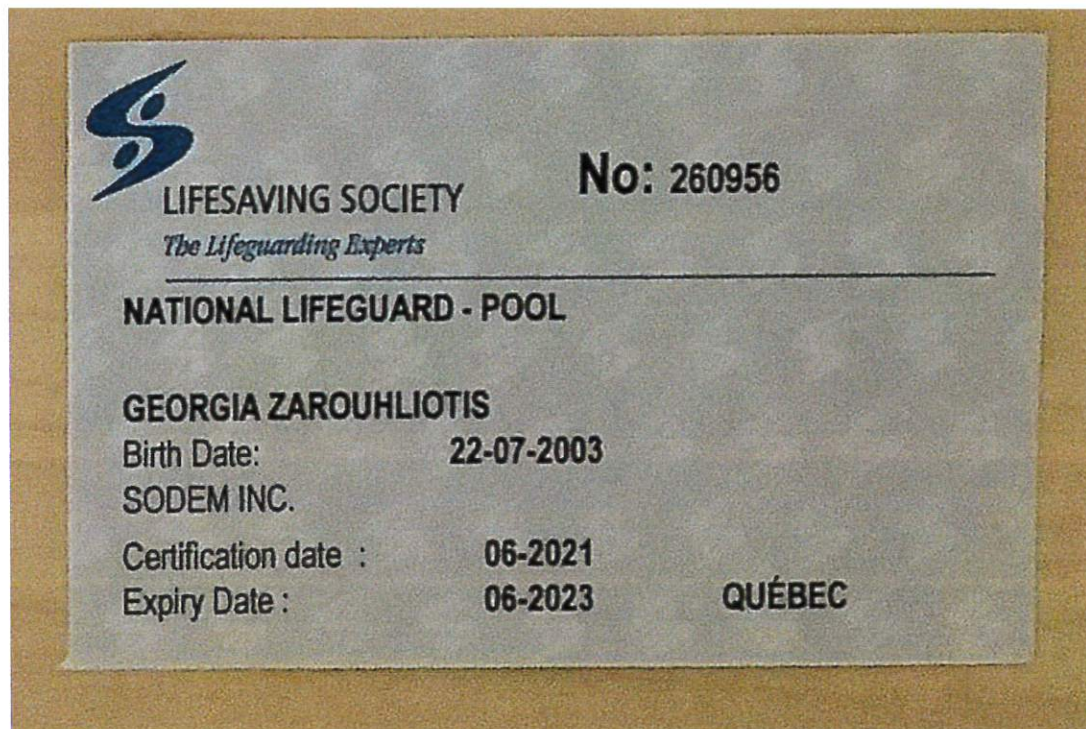 LIFESAVING SOCIETY
The Lifeguarding Experts
No: 260956
NATIONAL LIFEGUARD - POOL
GEORGIA ZAROUHLIOTIS
Birth Date: 22-07-2003
SODEM INC.
Certification date : 06-2021
Expiry Date : 06-2023 QUÉBEC